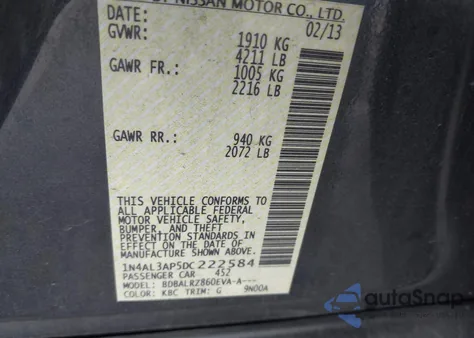 BY NISSAN MOTOR CO., LTD.
DATE: 02/13
GVWR: 1910 KG
4211 LB
GAWR FR.: 1005 KG
2216 LB
GAWR RR.: 940 KG
2072 LB
THIS VEHICLE CONFORMS TO
ALL APPLICABLE FEDERAL
MOTOR VEHICLE SAFETY,
BUMPER, AND THEFT
PREVENTION STANDARDS IN
EFFECT ON THE DATE OF
MANUFACTURE SHOWN ABOVE.
1N4AL3AP5DC222584
PASSENGER CAR 452
MODEL: BDBALRZ860EVA-A---
COLOR: KBC TRIM: G 9N00A
autoSnap